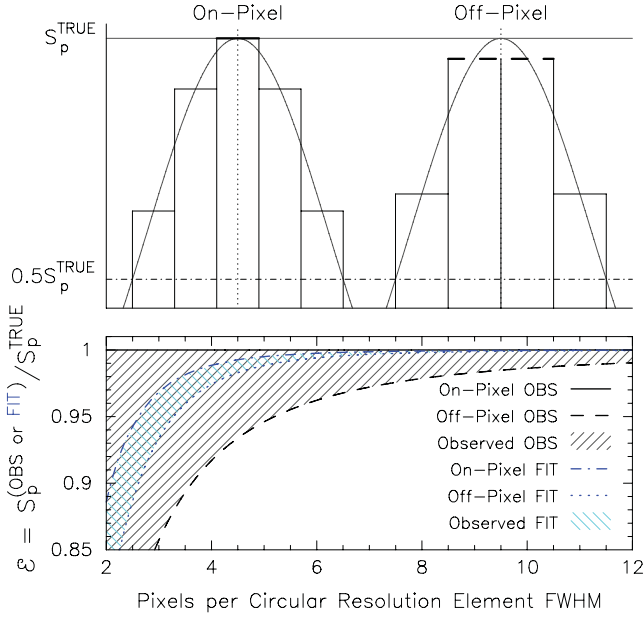 On-Pixel Off-Pixel
S_p^TRUE
0.5S_p^TRUE
ℰ = S_p^(OBS or FIT)/S_p^TRUE
1
0.95
0.9
0.85
On-Pixel OBS
Off-Pixel OBS
Observed OBS
On-Pixel FIT
Off-Pixel FIT
Observed FIT
2 4 6 8 10 12
Pixels per Circular Resolution Element FWHM